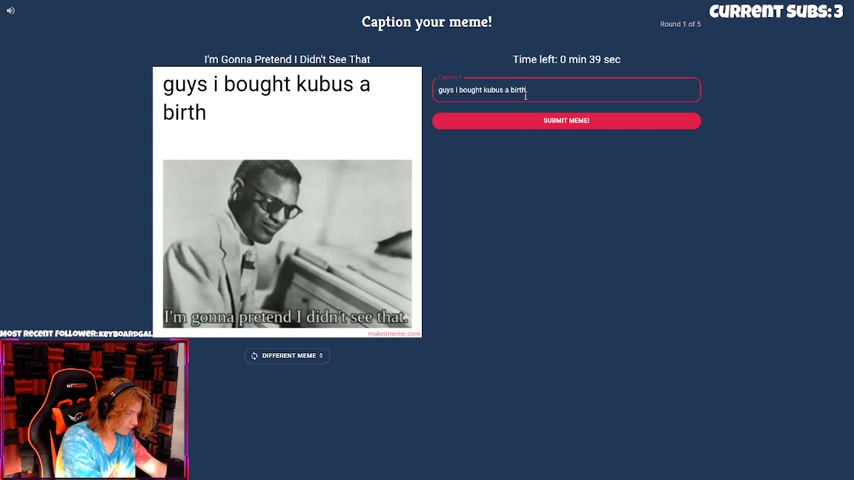 Caption your meme!
Round 1 of 5
CURRENT SUBS: 3
I'm Gonna Pretend I Didn't See That
guys i bought kubus a
birth
I'm gonna pretend I didn't see that.
makeitmeme.com
DIFFERENT MEME 5
Time left: 0 min 39 sec
Caption 1
guys i bought kubus a birth
SUBMIT MEME!
MOST RECENT FOLLOWER: KEYBOARDGAL